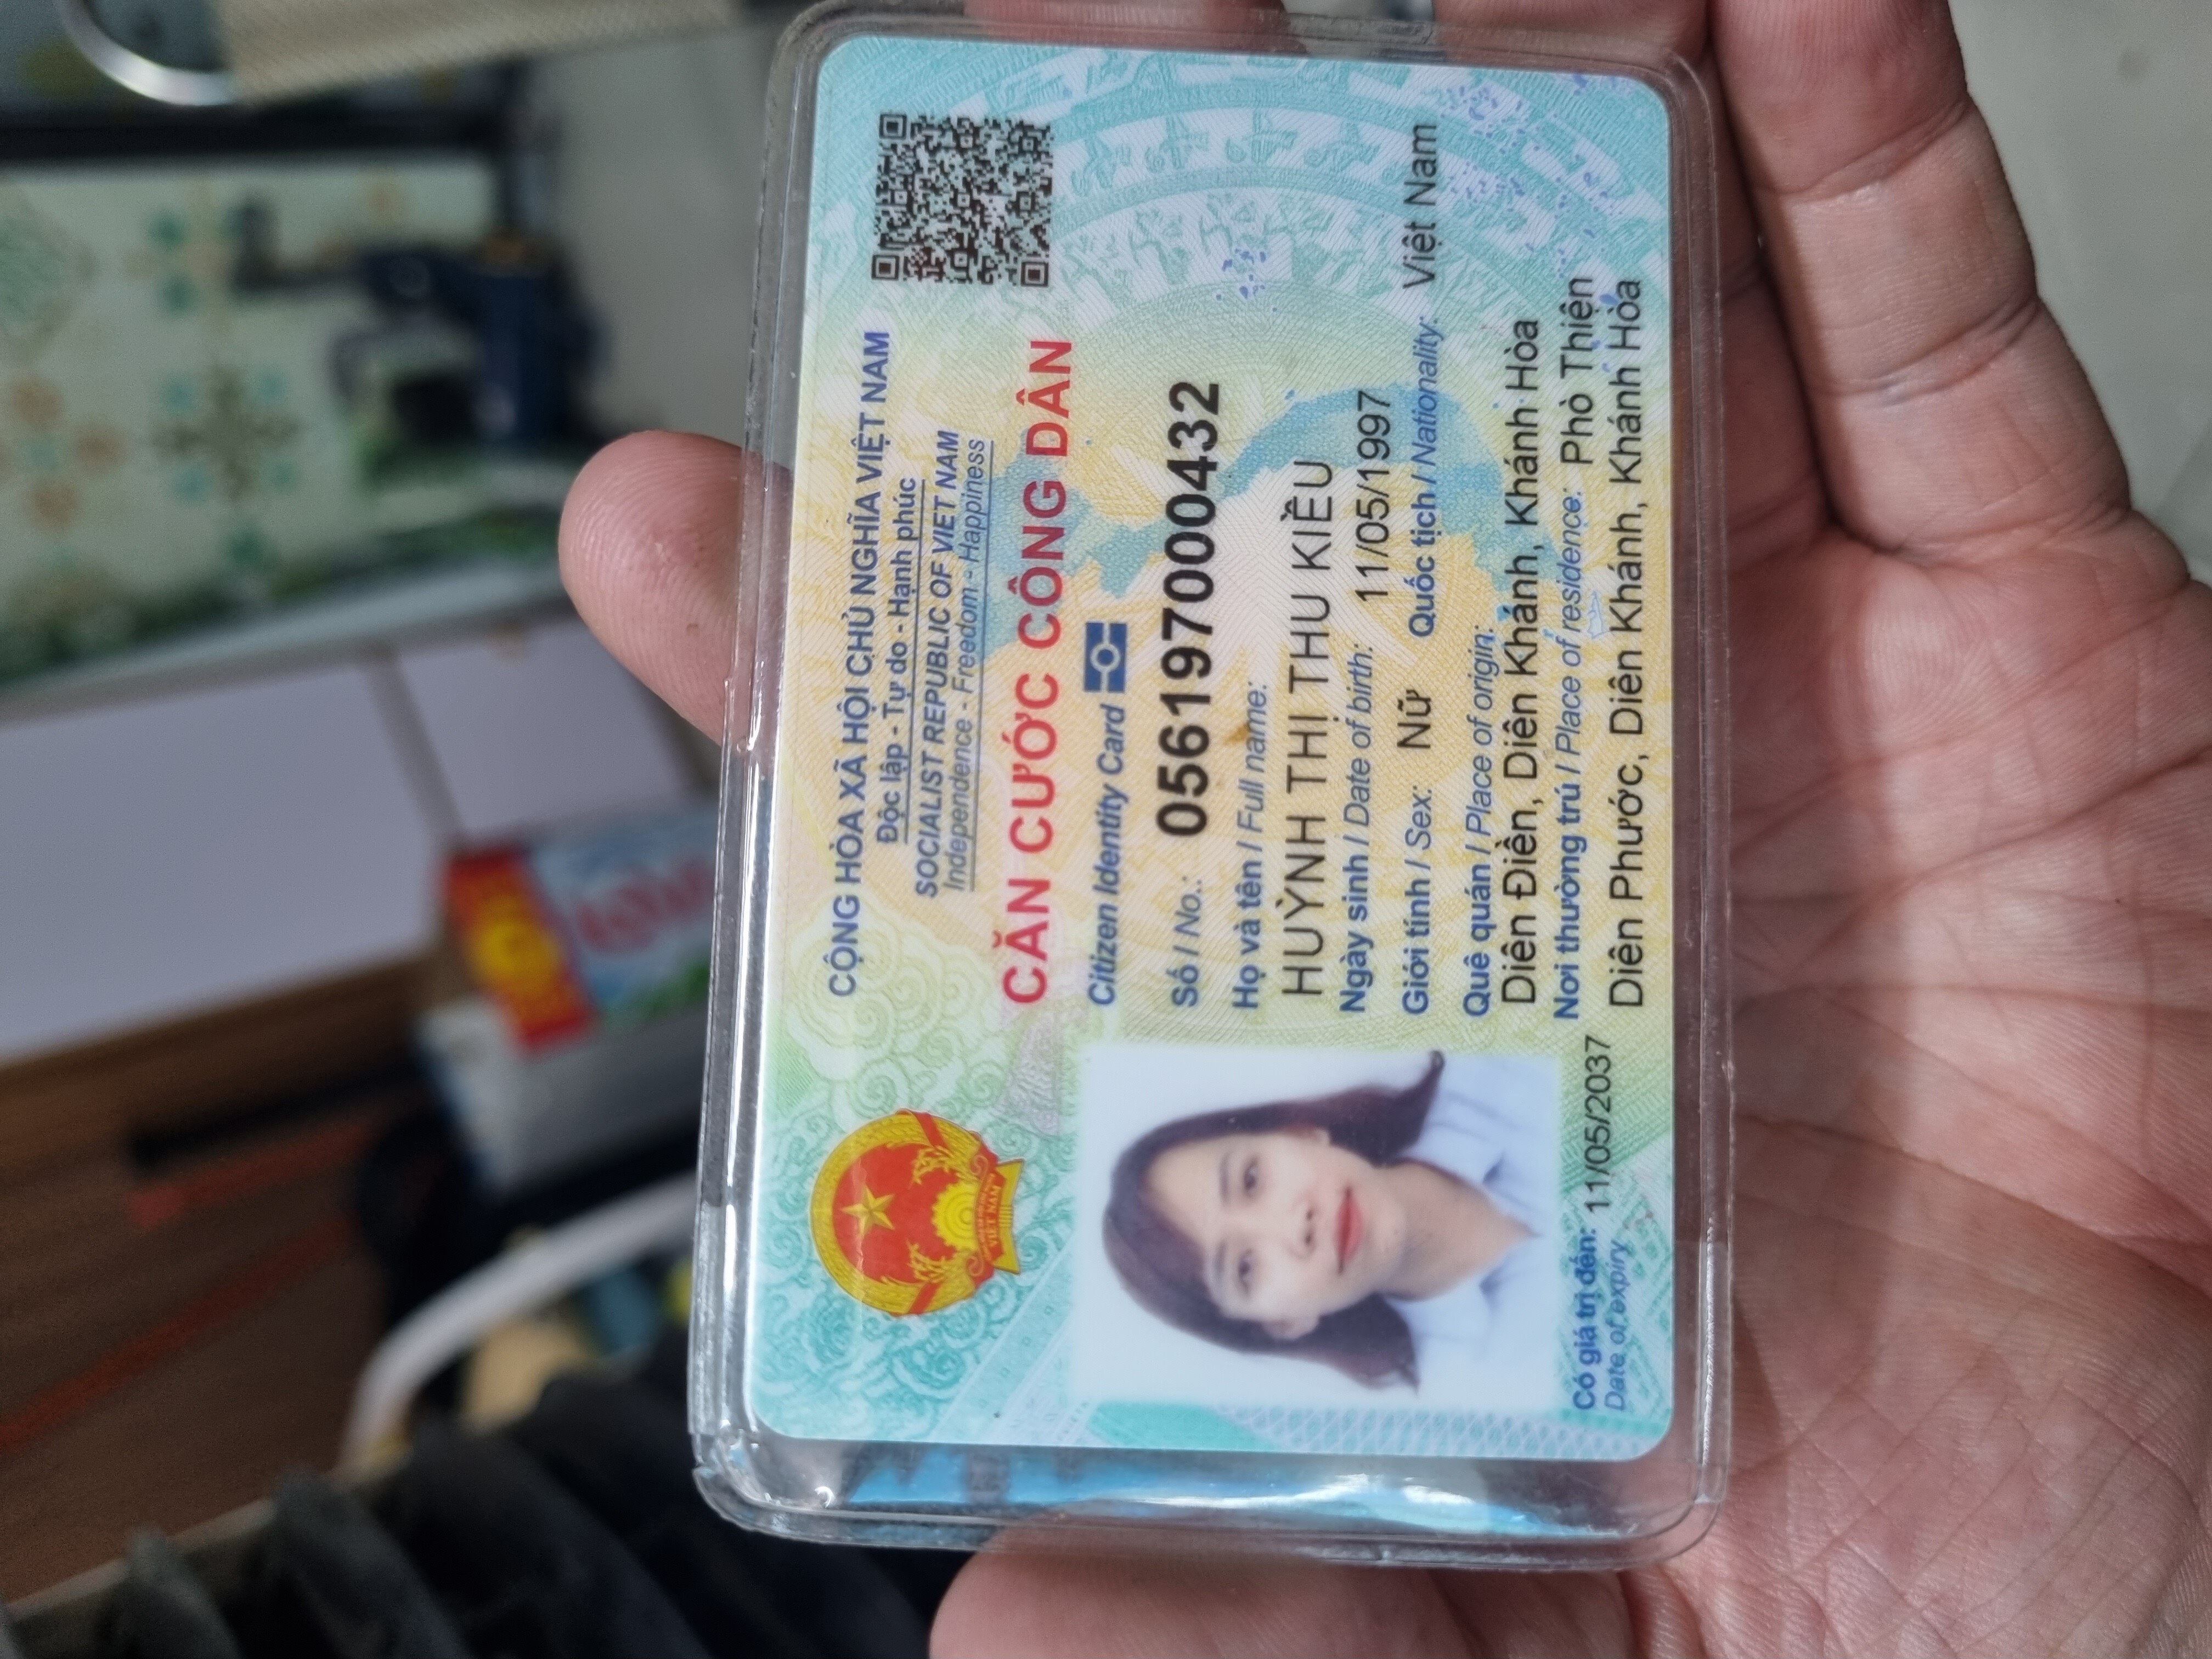 CỘNG HÒA XÃ HỘI CHỦ NGHĨA VIỆT NAM
Độc lập - Tự do - Hạnh phúc
SOCIALIST REPUBLIC OF VIET NAM
Independence - Freedom - Happiness
CĂN CƯỚC CÔNG DÂN
Citizen Identity Card
Số / No.: 056197000432
Họ và tên / Full name:
HUỲNH THỊ THU KIỀU
Ngày sinh / Date of birth: 11/05/1997
Giới tính / Sex: Nữ Quốc tịch / Nationality: Việt Nam
Quê quán / Place of origin:
Diên Điền, Diên Khánh, Khánh Hòa
Nơi thường trú / Place of residence: Phò Thiện
Diên Phước, Diên Khánh, Khánh Hòa
Có giá trị đến: 11/05/2037
Date of expiry
VIỆT NAM